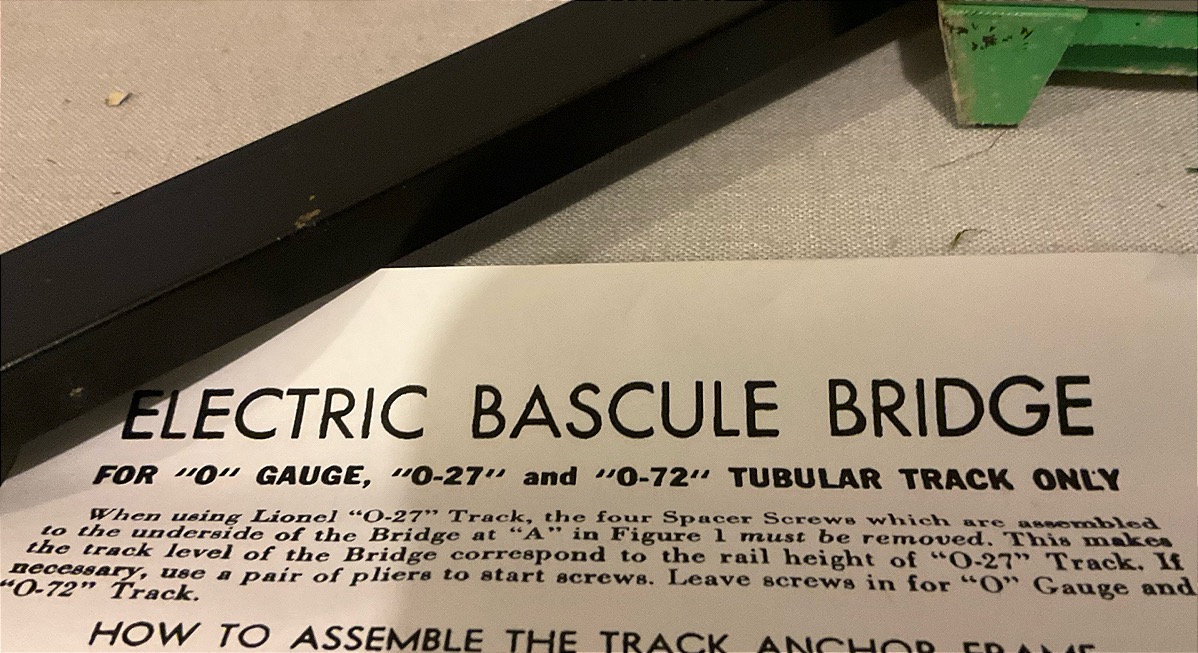 ELECTRIC BASCULE BRIDGE
FOR "O" GAUGE, "O-27" and "O-72" TUBULAR TRACK ONLY
When using Lionel "O-27" Track, the four Spacer Screws which are assembled
to the underside of the Bridge at "A" in Figure 1 must be removed. This makes
the track level of the Bridge correspond to the rail height of "O-27" Track. If
necessary, use a pair of pliers to start screws. Leave screws in for "O" Gauge and
"O-72" Track.
HOW TO ASSEMBLE THE TRACK ANCHOR FRAME